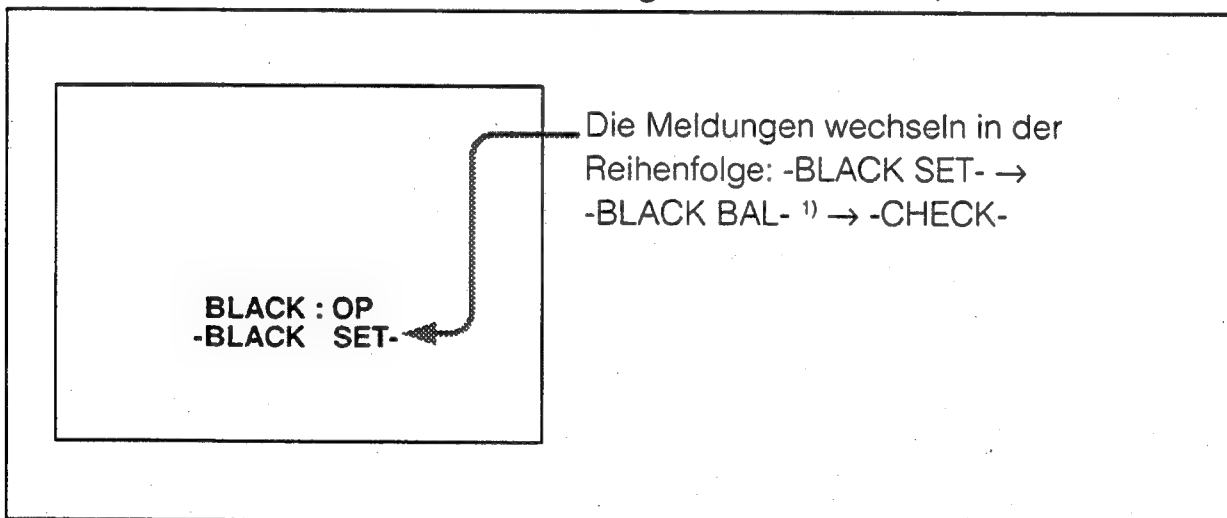 Die Meldungen wechseln in der
Reihenfolge: -BLACK SET- →
-BLACK BAL- ¹⁾ → -CHECK-
BLACK : OP
-BLACK SET-